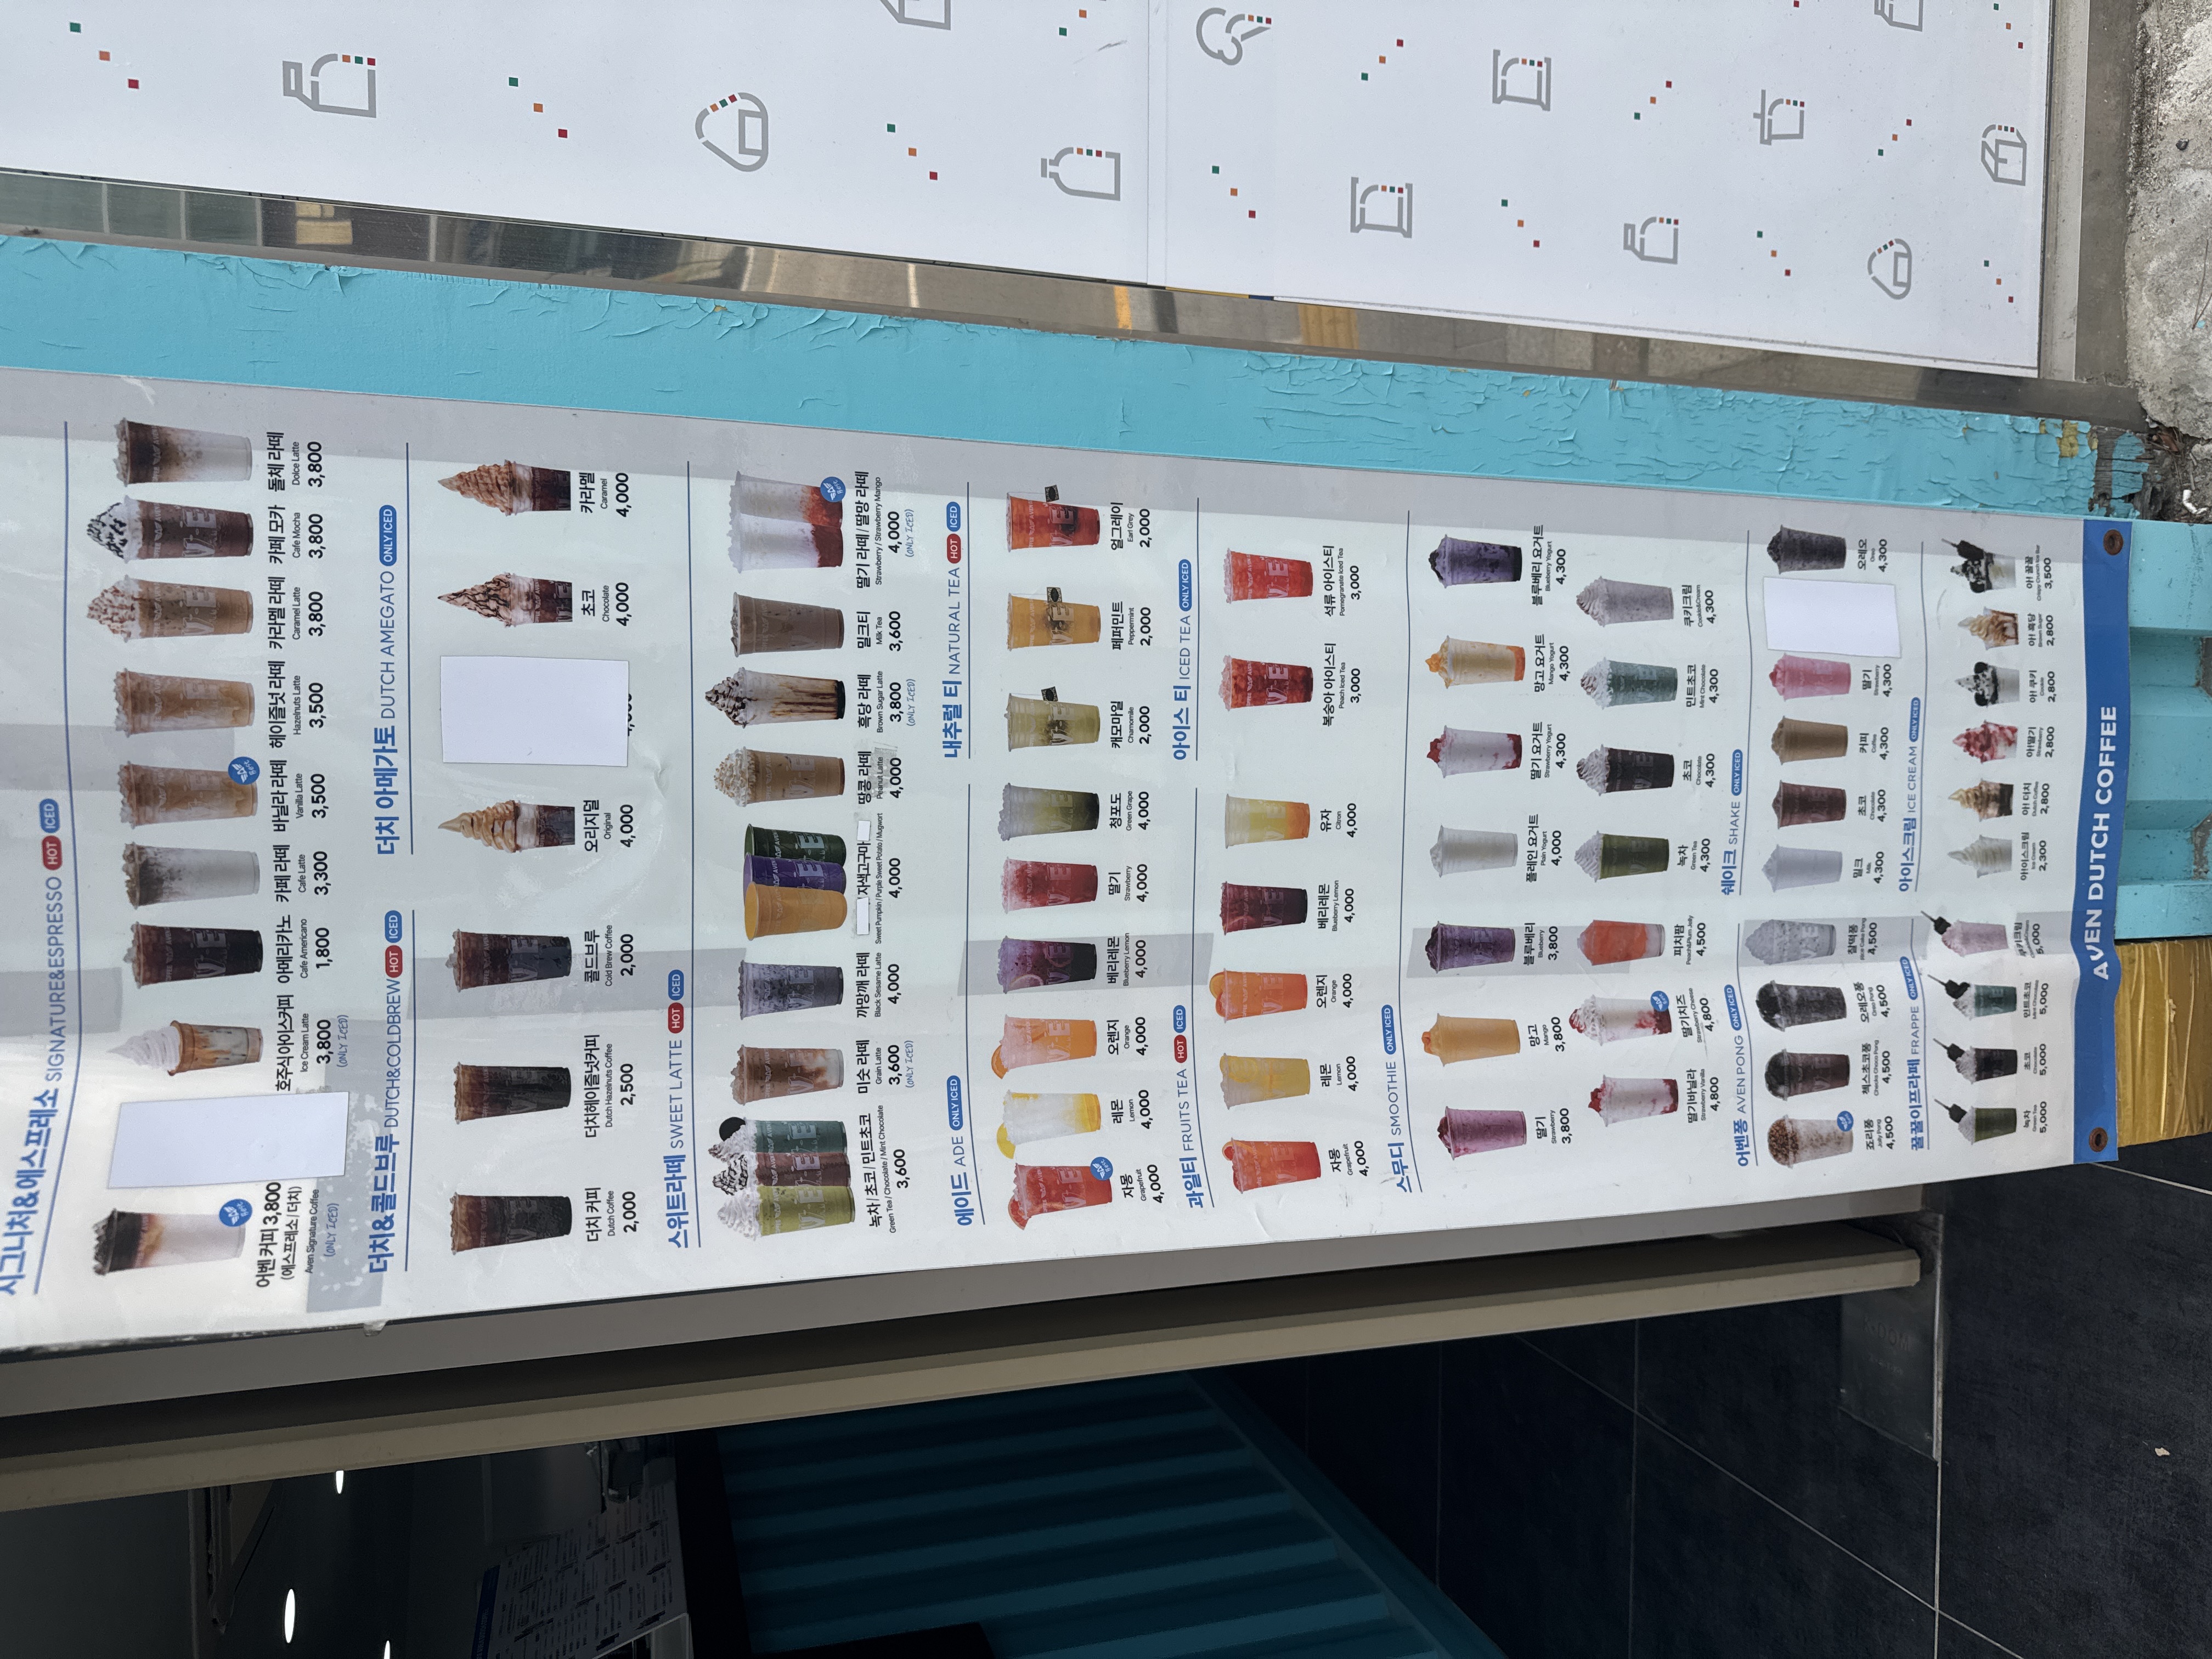 시그니처&에스프레소 SIGNATURE&ESPRESSO HOT ICED
어벤 커피 3,800
(에스프레소/더치)
Aven Signature Coffee
(ONLY ICED)
호주식 아이스커피
Ice Cream Latte
3,800
(ONLY ICED)
아메리카노
Cafe Americano
1,800
카페 라떼
Cafe Latte
3,300
바닐라 라떼
Vanilla Latte
3,500
헤이즐넛 라떼
Hazelnuts Latte
3,500
카라멜 라떼
Caramel Latte
3,800
카페 모카
Cafe Mocha
3,800
돌체 라떼
Dolce Latte
3,800
더치&콜드브루 DUTCH&COLDBREW HOT ICED
더치 커피
Dutch Coffee
2,000
더치헤이즐넛커피
Dutch Hazelnuts Coffee
2,500
콜드브루
Cold Brew Coffee
2,000
더치 아메가토 DUTCH AMEGATO ONLY ICED
오리지널
Original
4,000
4,000
초코
Chocolate
4,000
카라멜
Caramel
4,000
스위트라떼 SWEET LATTE HOT ICED
녹차/초코/민트초코
Green Tea / Chocolate / Mint Chocolate
3,600
미숫 라떼
Grain Latte
3,600
(ONLY ICED)
까망깨 라떼
Black Sesame Latte
4,000
/ 자색고구마
Sweet Pumpkin / Purple Sweet Potato / Mugwort
4,000
땅콩 라떼
Peanut Latte
4,000
흑당 라떼
Brown Sugar Latte
3,800
(ONLY ICED)
밀크티
Milk Tea
3,600
딸기 라떼/딸망 라떼
Strawberry / Strawberry Mango
4,000
(ONLY ICED)
에이드 ADE ONLY ICED
자몽
Grapefruit
4,000
레몬
Lemon
4,000
오렌지
Orange
4,000
베리레몬
Blueberry Lemon
4,000
딸기
Strawberry
4,000
청포도
Green Grape
4,000
내추럴 티 NATURAL TEA HOT ICED
캐모마일
Chamomile
2,000
페퍼민트
Peppermint
2,000
얼그레이
Earl Grey
2,000
과일티 FRUITS TEA HOT ICED
자몽
Grapefruit
4,000
레몬
Lemon
4,000
오렌지
Orange
4,000
베리레몬
Blueberry Lemon
4,000
유자
Citron
4,000
아이스 티 ICED TEA ONLY ICED
복숭아 아이스티
Peach Iced Tea
3,000
석류 아이스티
Pomegranate Iced Tea
3,000
스무디 SMOOTHIE ONLY ICED
딸기
Strawberry
3,800
망고
Mango
3,800
블루베리
Blueberry
3,800
플레인 요거트
Plain Yogurt
4,000
딸기 요거트
Strawberry Yogurt
4,300
망고 요거트
Mango Yogurt
4,300
블루베리 요거트
Blueberry Yogurt
4,300
딸기바닐라
Strawberry Vanilla
4,800
딸기치즈
Strawberry Cheese
4,800
피치팜
Peach&Plum Jelly
4,500
녹차
Green Tea
4,300
초코
Chocolate
4,300
민트초코
Mint Chocolate
4,300
쿠키크림
Cookie&Cream
4,300
어벤퐁 AVEN PONG ONLY ICED
죠리퐁
Jolly Pong
4,500
첵스초코퐁
Checks Choco Pong
4,500
오레오퐁
Oreo Pong
4,500
찰떡퐁
Rice Cake Pong
4,500
쉐이크 SHAKE ONLY ICED
밀크
Milk
4,300
초코
Chocolate
4,300
커피
Coffee
4,300
딸기
Strawberry
4,300
오레오
Oreo
4,300
꿀꿀이프라페 FRAPPE ONLY ICED
녹차
Green Tea
5,000
초코
Chocolate
5,000
민트초코
Mint Chocolate
5,000
쿠키크림
Cookie&Cream
5,000
아이스크림 ICE CREAM ONLY ICED
아!이스크림
Ice Cream
2,300
아! 더치
Dutch Coffee
2,800
아!딸기
Strawberry
2,800
아! 쿠키
Cookie
2,800
아! 흑당
Brown Sugar
2,800
아! 꿀꿀
Crispy Crunch Ice Bar
3,500
AVEN DUTCH COFFEE